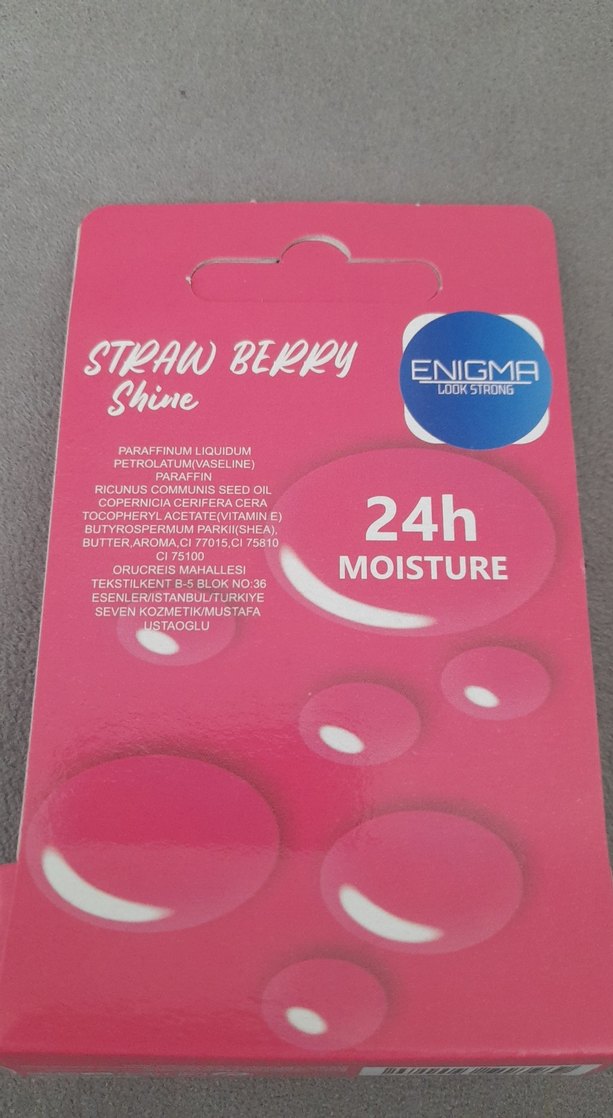 STRAW BERRY
Shine
ENIGMA
LOOK STRONG
PARAFFINUM LIQUIDUM
PETROLATUM(VASELINE)
PARAFFIN
RICUNUS COMMUNIS SEED OIL
COPERNICIA CERIFERA CERA
TOCOPHERYL ACETATE(VITAMIN E)
BUTYROSPERMUM PARKII(SHEA),
BUTTER,AROMA,CI 77015,CI 75810
CI 75100
ORUCREIS MAHALLESI
TEKSTILKENT B-5 BLOK NO:36
ESENLER/ISTANBUL/TURKIYE
SEVEN KOZMETIK/MUSTAFA
USTAOGLU
24h
MOISTURE